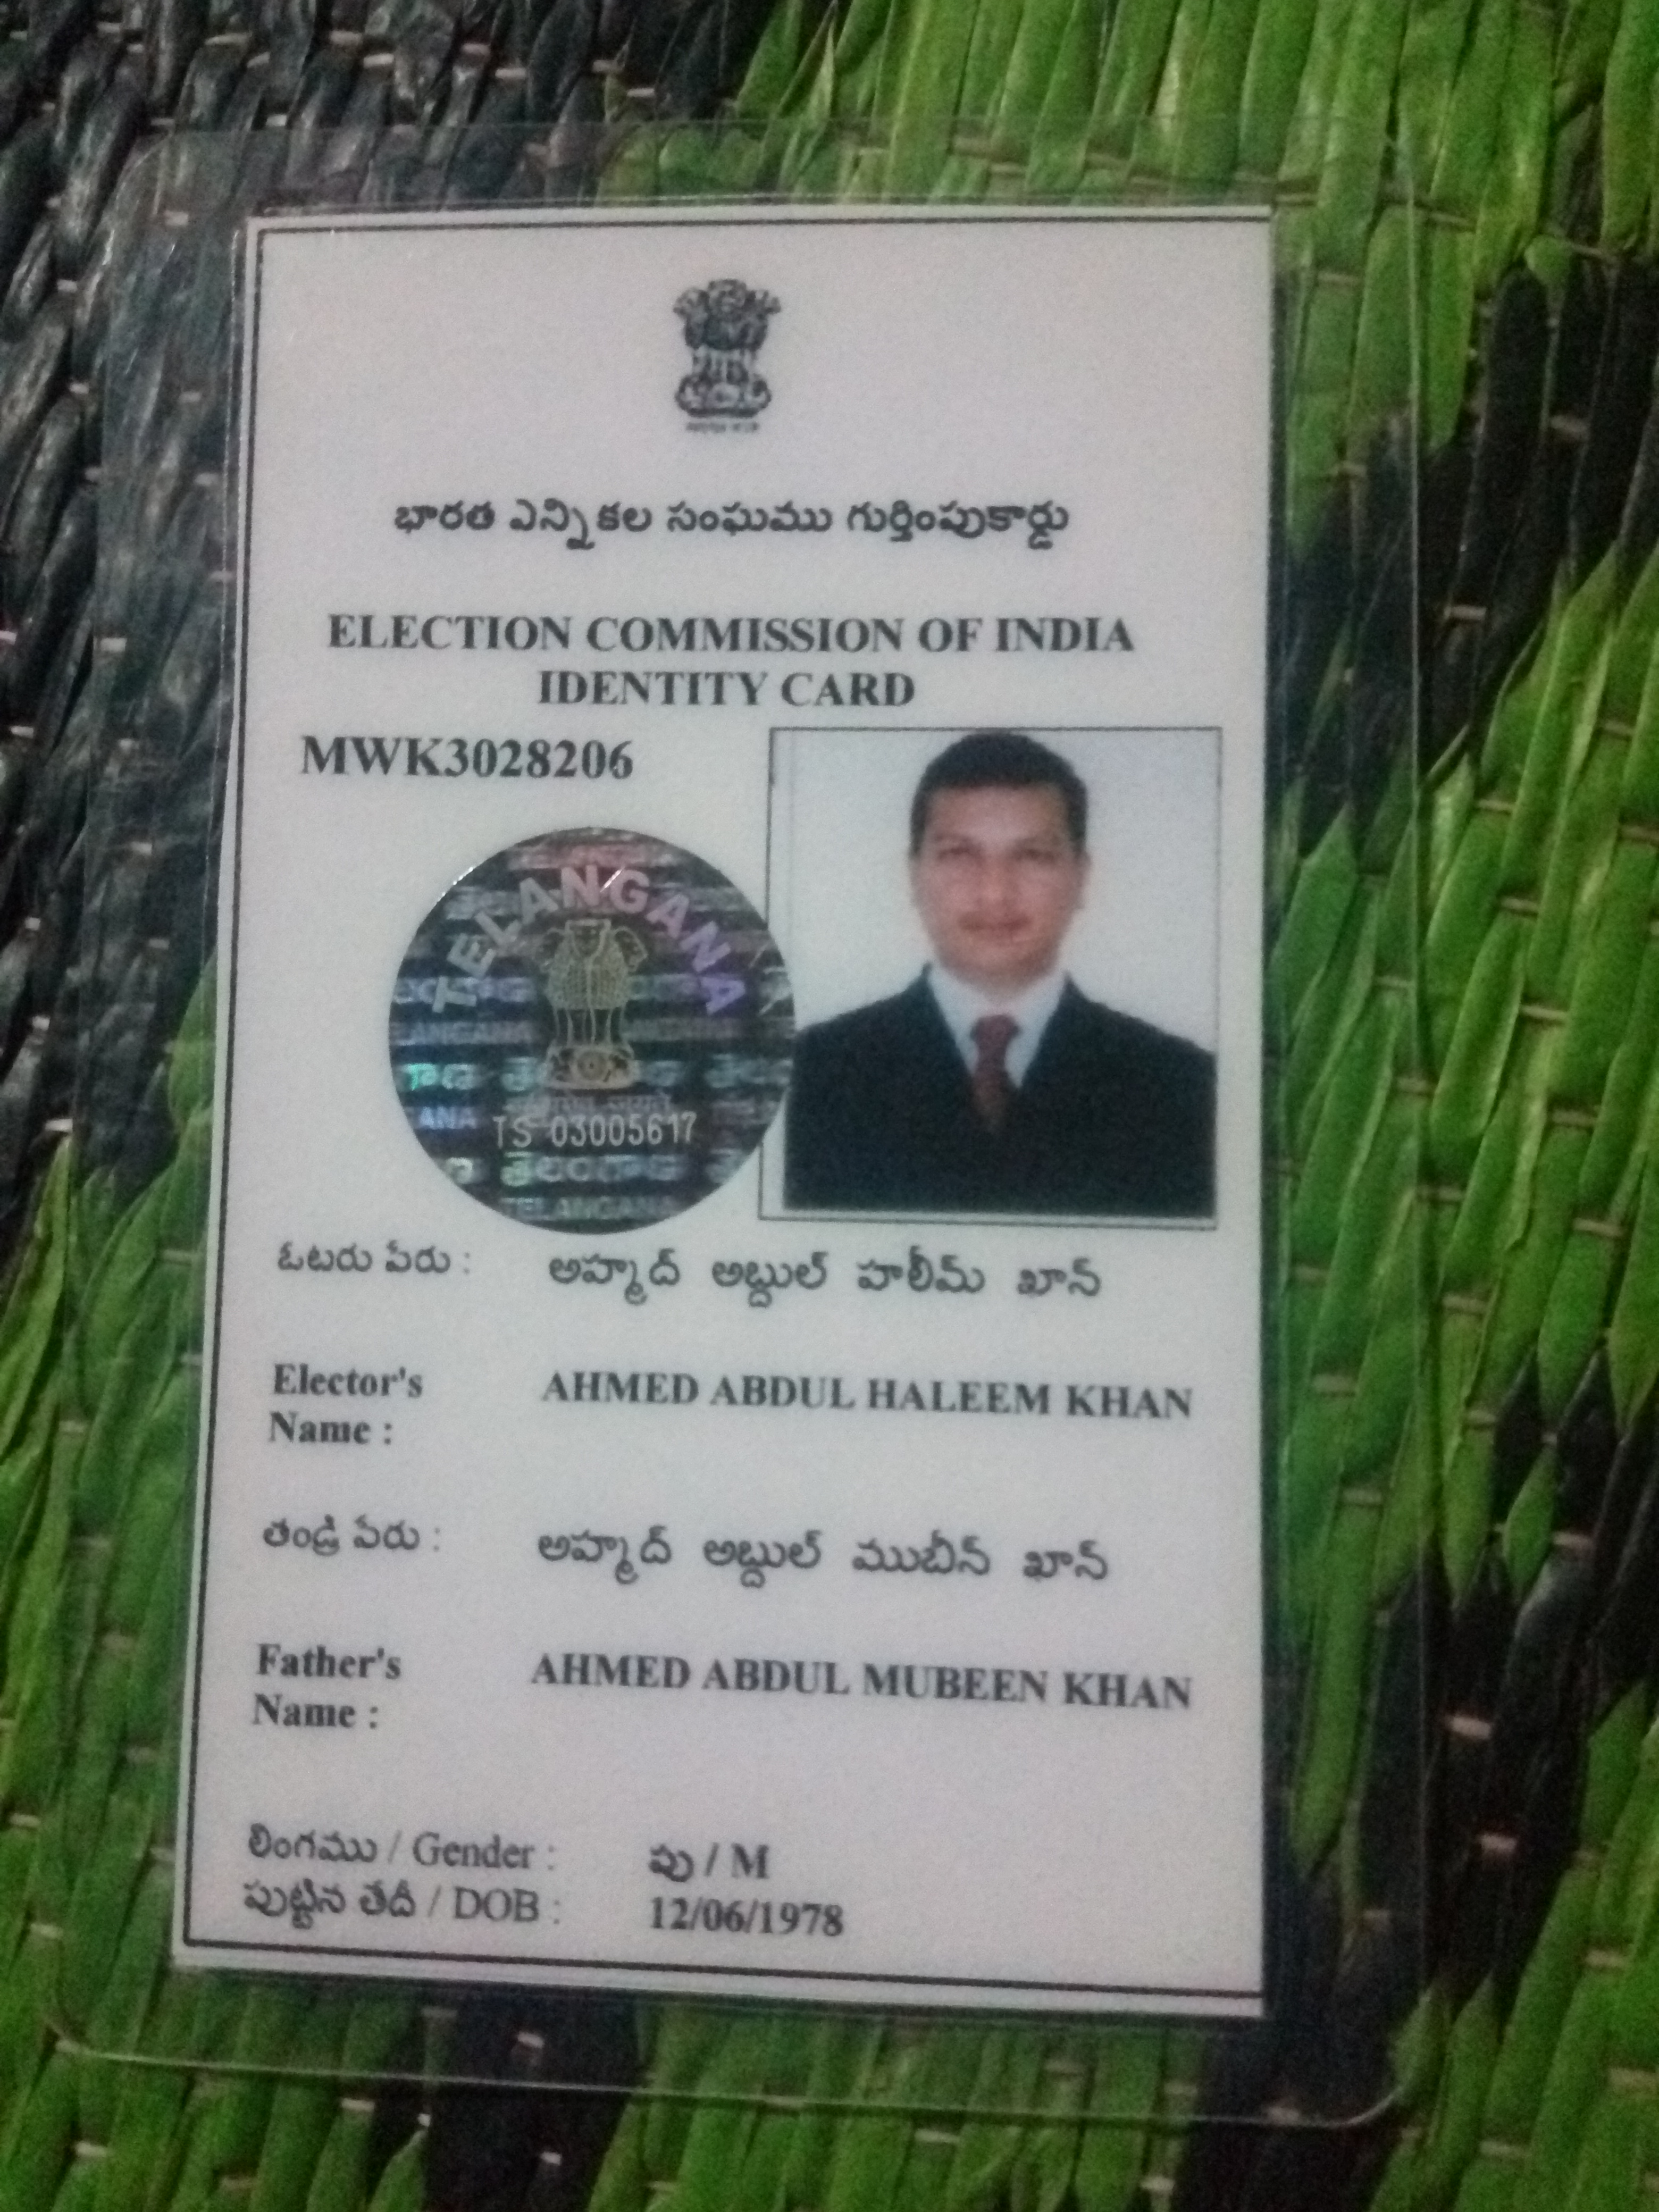 భారత ఎన్నికల సంఘము గుర్తింపుకార్డు
ELECTION COMMISSION OF INDIA
IDENTITY CARD
MWK3028206
TELANGANA
TS 03005617
తెలంగాణ
TELANGANA
ఓటరు పేరు : అహ్మద్ అబ్దుల్ హలీమ్ ఖాన్
Elector's AHMED ABDUL HALEEM KHAN
Name :
తండ్రి పేరు : అహ్మద్ అబ్దుల్ ముబీన్ ఖాన్
Father's AHMED ABDUL MUBEEN KHAN
Name :
లింగము / Gender : పు / M
పుట్టిన తేదీ / DOB : 12/06/1978